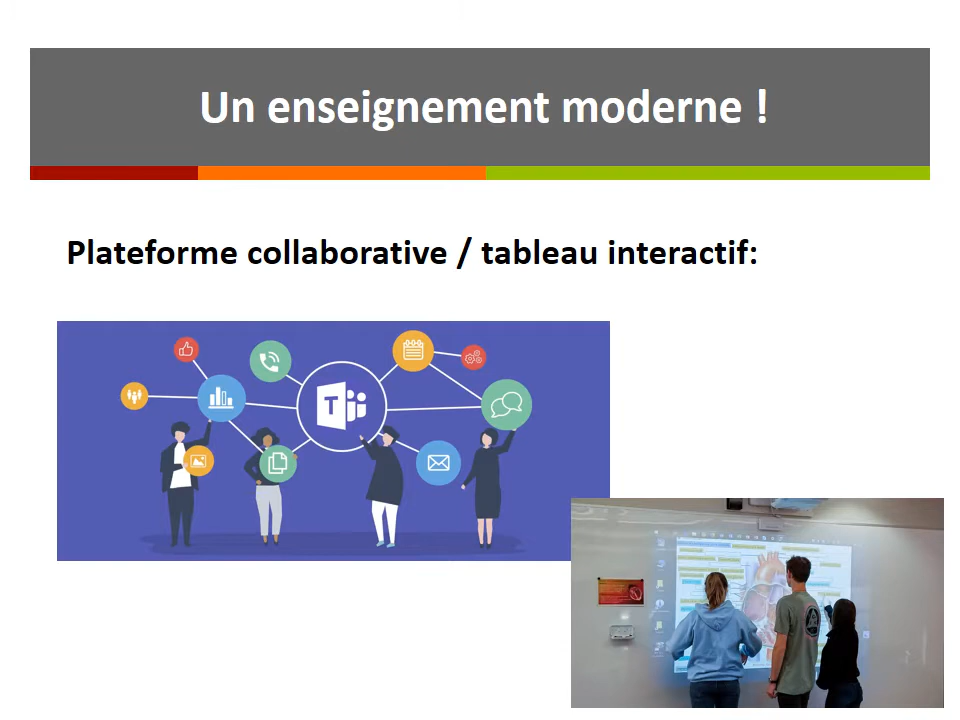 Un enseignement moderne !
Plateforme collaborative / tableau interactif:
T